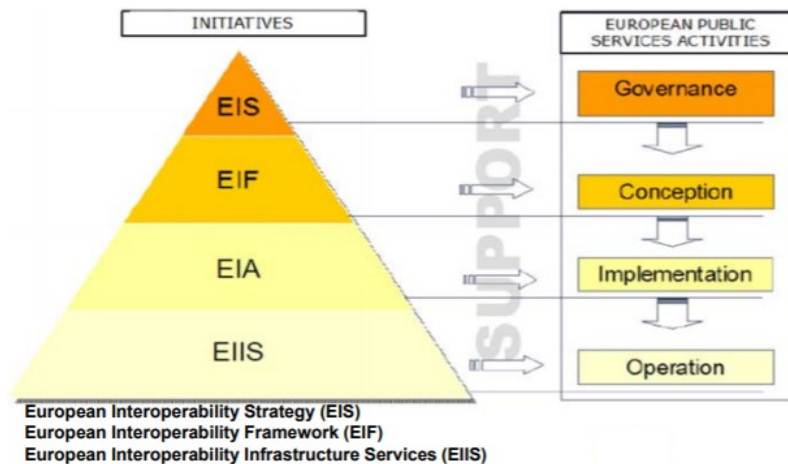 INITIATIVES
EUROPEAN PUBLIC
SERVICES ACTIVITIES
EIS
EIF
EIA
EIIS
SUPPORT
Governance
Conception
Implementation
Operation
European Interoperability Strategy (EIS)
European Interoperability Framework (EIF)
European Interoperability Infrastructure Services (EIIS)